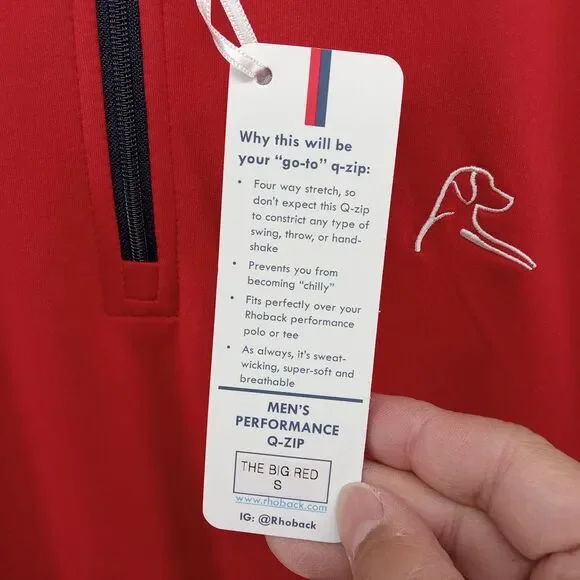 Why this will be
your “go-to” q-zip:
• Four way stretch, so
don't expect this Q-zip
to constrict any type of
swing, throw, or hand-
shake
• Prevents you from
becoming “chilly”
• Fits perfectly over your
Rhoback performance
polo or tee
• As always, it's sweat-
wicking, super-soft and
breathable
MEN'S
PERFORMANCE
Q-ZIP
THE BIG RED
S
www.rhoback.com
IG: @Rhoback